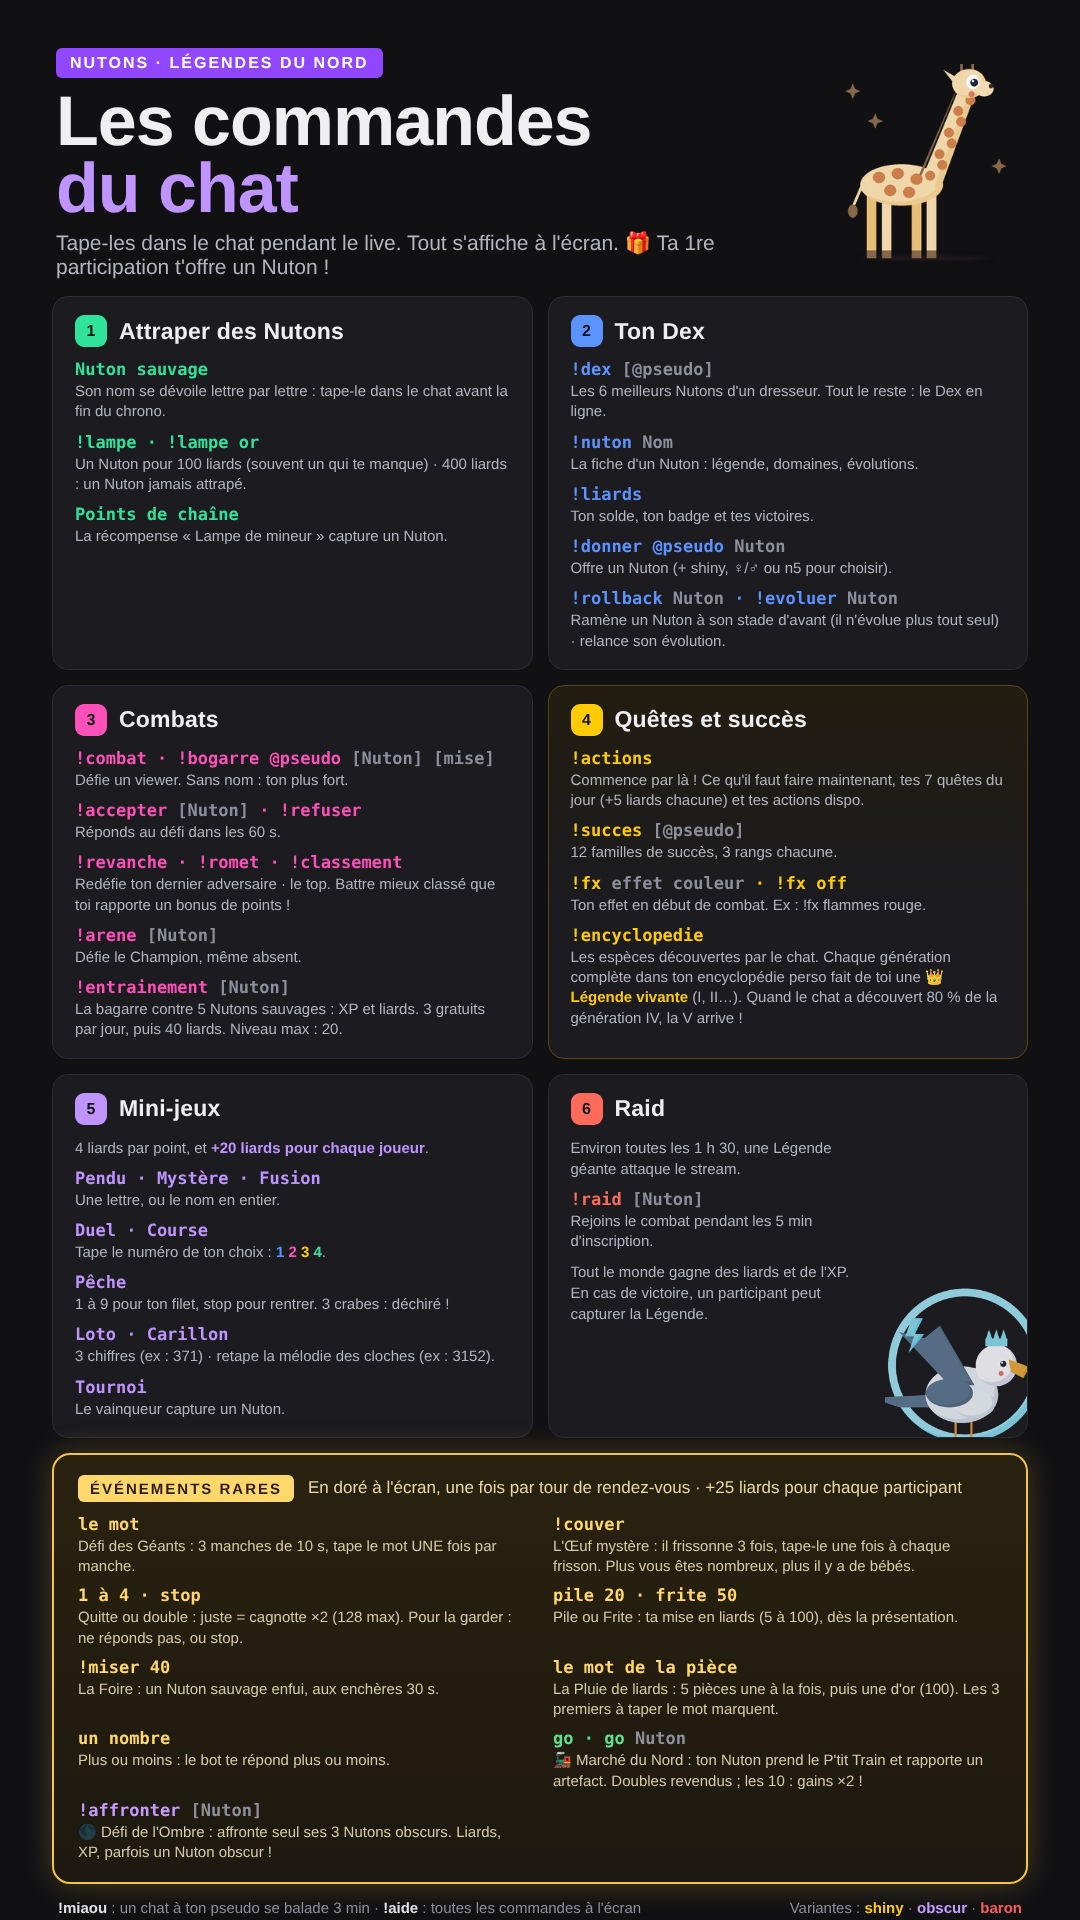 NUTONS · LÉGENDES DU NORD
Les commandes
du chat
Tape-les dans le chat pendant le live. Tout s'affiche à l'écran. 🎁 Ta 1re
participation t'offre un Nuton !
1 Attraper des Nutons
Nuton sauvage
Son nom se dévoile lettre par lettre : tape-le dans le chat avant la
fin du chrono.
!lampe · !lampe or
Un Nuton pour 100 liards (souvent un qui te manque) · 400 liards
: un Nuton jamais attrapé.
Points de chaîne
La récompense « Lampe de mineur » capture un Nuton.
2 Ton Dex
!dex [@pseudo]
Les 6 meilleurs Nutons d'un dresseur. Tout le reste : le Dex en
ligne.
!nuton Nom
La fiche d'un Nuton : légende, domaines, évolutions.
!liards
Ton solde, ton badge et tes victoires.
!donner @pseudo Nuton
Offre un Nuton (+ shiny, ♀/♂ ou n5 pour choisir).
!rollback Nuton · !evoluer Nuton
Ramène un Nuton à son stade d'avant (il n'évolue plus tout seul)
· relance son évolution.
3 Combats
!combat · !bogarre @pseudo [Nuton] [mise]
Défie un viewer. Sans nom : ton plus fort.
!accepter [Nuton] · !refuser
Réponds au défi dans les 60 s.
!revanche · !romet · !classement
Redéfie ton dernier adversaire · le top. Battre mieux classé que
toi rapporte un bonus de points !
!arene [Nuton]
Défie le Champion, même absent.
!entrainement [Nuton]
La bagarre contre 5 Nutons sauvages : XP et liards. 3 gratuits
par jour, puis 40 liards. Niveau max : 20.
4 Quêtes et succès
!actions
Commence par là ! Ce qu'il faut faire maintenant, tes 7 quêtes du
jour (+5 liards chacune) et tes actions dispo.
!succes [@pseudo]
12 familles de succès, 3 rangs chacune.
!fx effet couleur · !fx off
Ton effet en début de combat. Ex : !fx flammes rouge.
!encyclopedie
Les espèces découvertes par le chat. Chaque génération
complète dans ton encyclopédie perso fait de toi une 👑
Légende vivante (I, II…). Quand le chat a découvert 80 % de la
génération IV, la V arrive !
5 Mini-jeux
4 liards par point, et +20 liards pour chaque joueur.
Pendu · Mystère · Fusion
Une lettre, ou le nom en entier.
Duel · Course
Tape le numéro de ton choix : 1 2 3 4.
Pêche
1 à 9 pour ton filet, stop pour rentrer. 3 crabes : déchiré !
Loto · Carillon
3 chiffres (ex : 371) · retape la mélodie des cloches (ex : 3152).
Tournoi
Le vainqueur capture un Nuton.
6 Raid
Environ toutes les 1 h 30, une Légende
géante attaque le stream.
!raid [Nuton]
Rejoins le combat pendant les 5 min
d'inscription.
Tout le monde gagne des liards et de l'XP.
En cas de victoire, un participant peut
capturer la Légende.
ÉVÉNEMENTS RARES En doré à l'écran, une fois par tour de rendez-vous · +25 liards pour chaque participant
le mot
Défi des Géants : 3 manches de 10 s, tape le mot UNE fois par
manche.
!couver
L'Œuf mystère : il frissonne 3 fois, tape-le une fois à chaque
frisson. Plus vous êtes nombreux, plus il y a de bébés.
1 à 4 · stop
Quitte ou double : juste = cagnotte ×2 (128 max). Pour la garder :
ne réponds pas, ou stop.
pile 20 · frite 50
Pile ou Frite : ta mise en liards (5 à 100), dès la présentation.
!miser 40
La Foire : un Nuton sauvage enfui, aux enchères 30 s.
le mot de la pièce
La Pluie de liards : 5 pièces une à la fois, puis une d'or (100). Les 3
premiers à taper le mot marquent.
un nombre
Plus ou moins : le bot te répond plus ou moins.
go · go Nuton
🚂 Marché du Nord : ton Nuton prend le P'tit Train et rapporte un
artefact. Doubles revendus ; les 10 : gains ×2 !
!affronter [Nuton]
🌑 Défi de l'Ombre : affronte seul ses 3 Nutons obscurs. Liards,
XP, parfois un Nuton obscur !
!miaou : un chat à ton pseudo se balade 3 min · !aide : toutes les commandes à l'écran
Variantes : shiny · obscur · baron